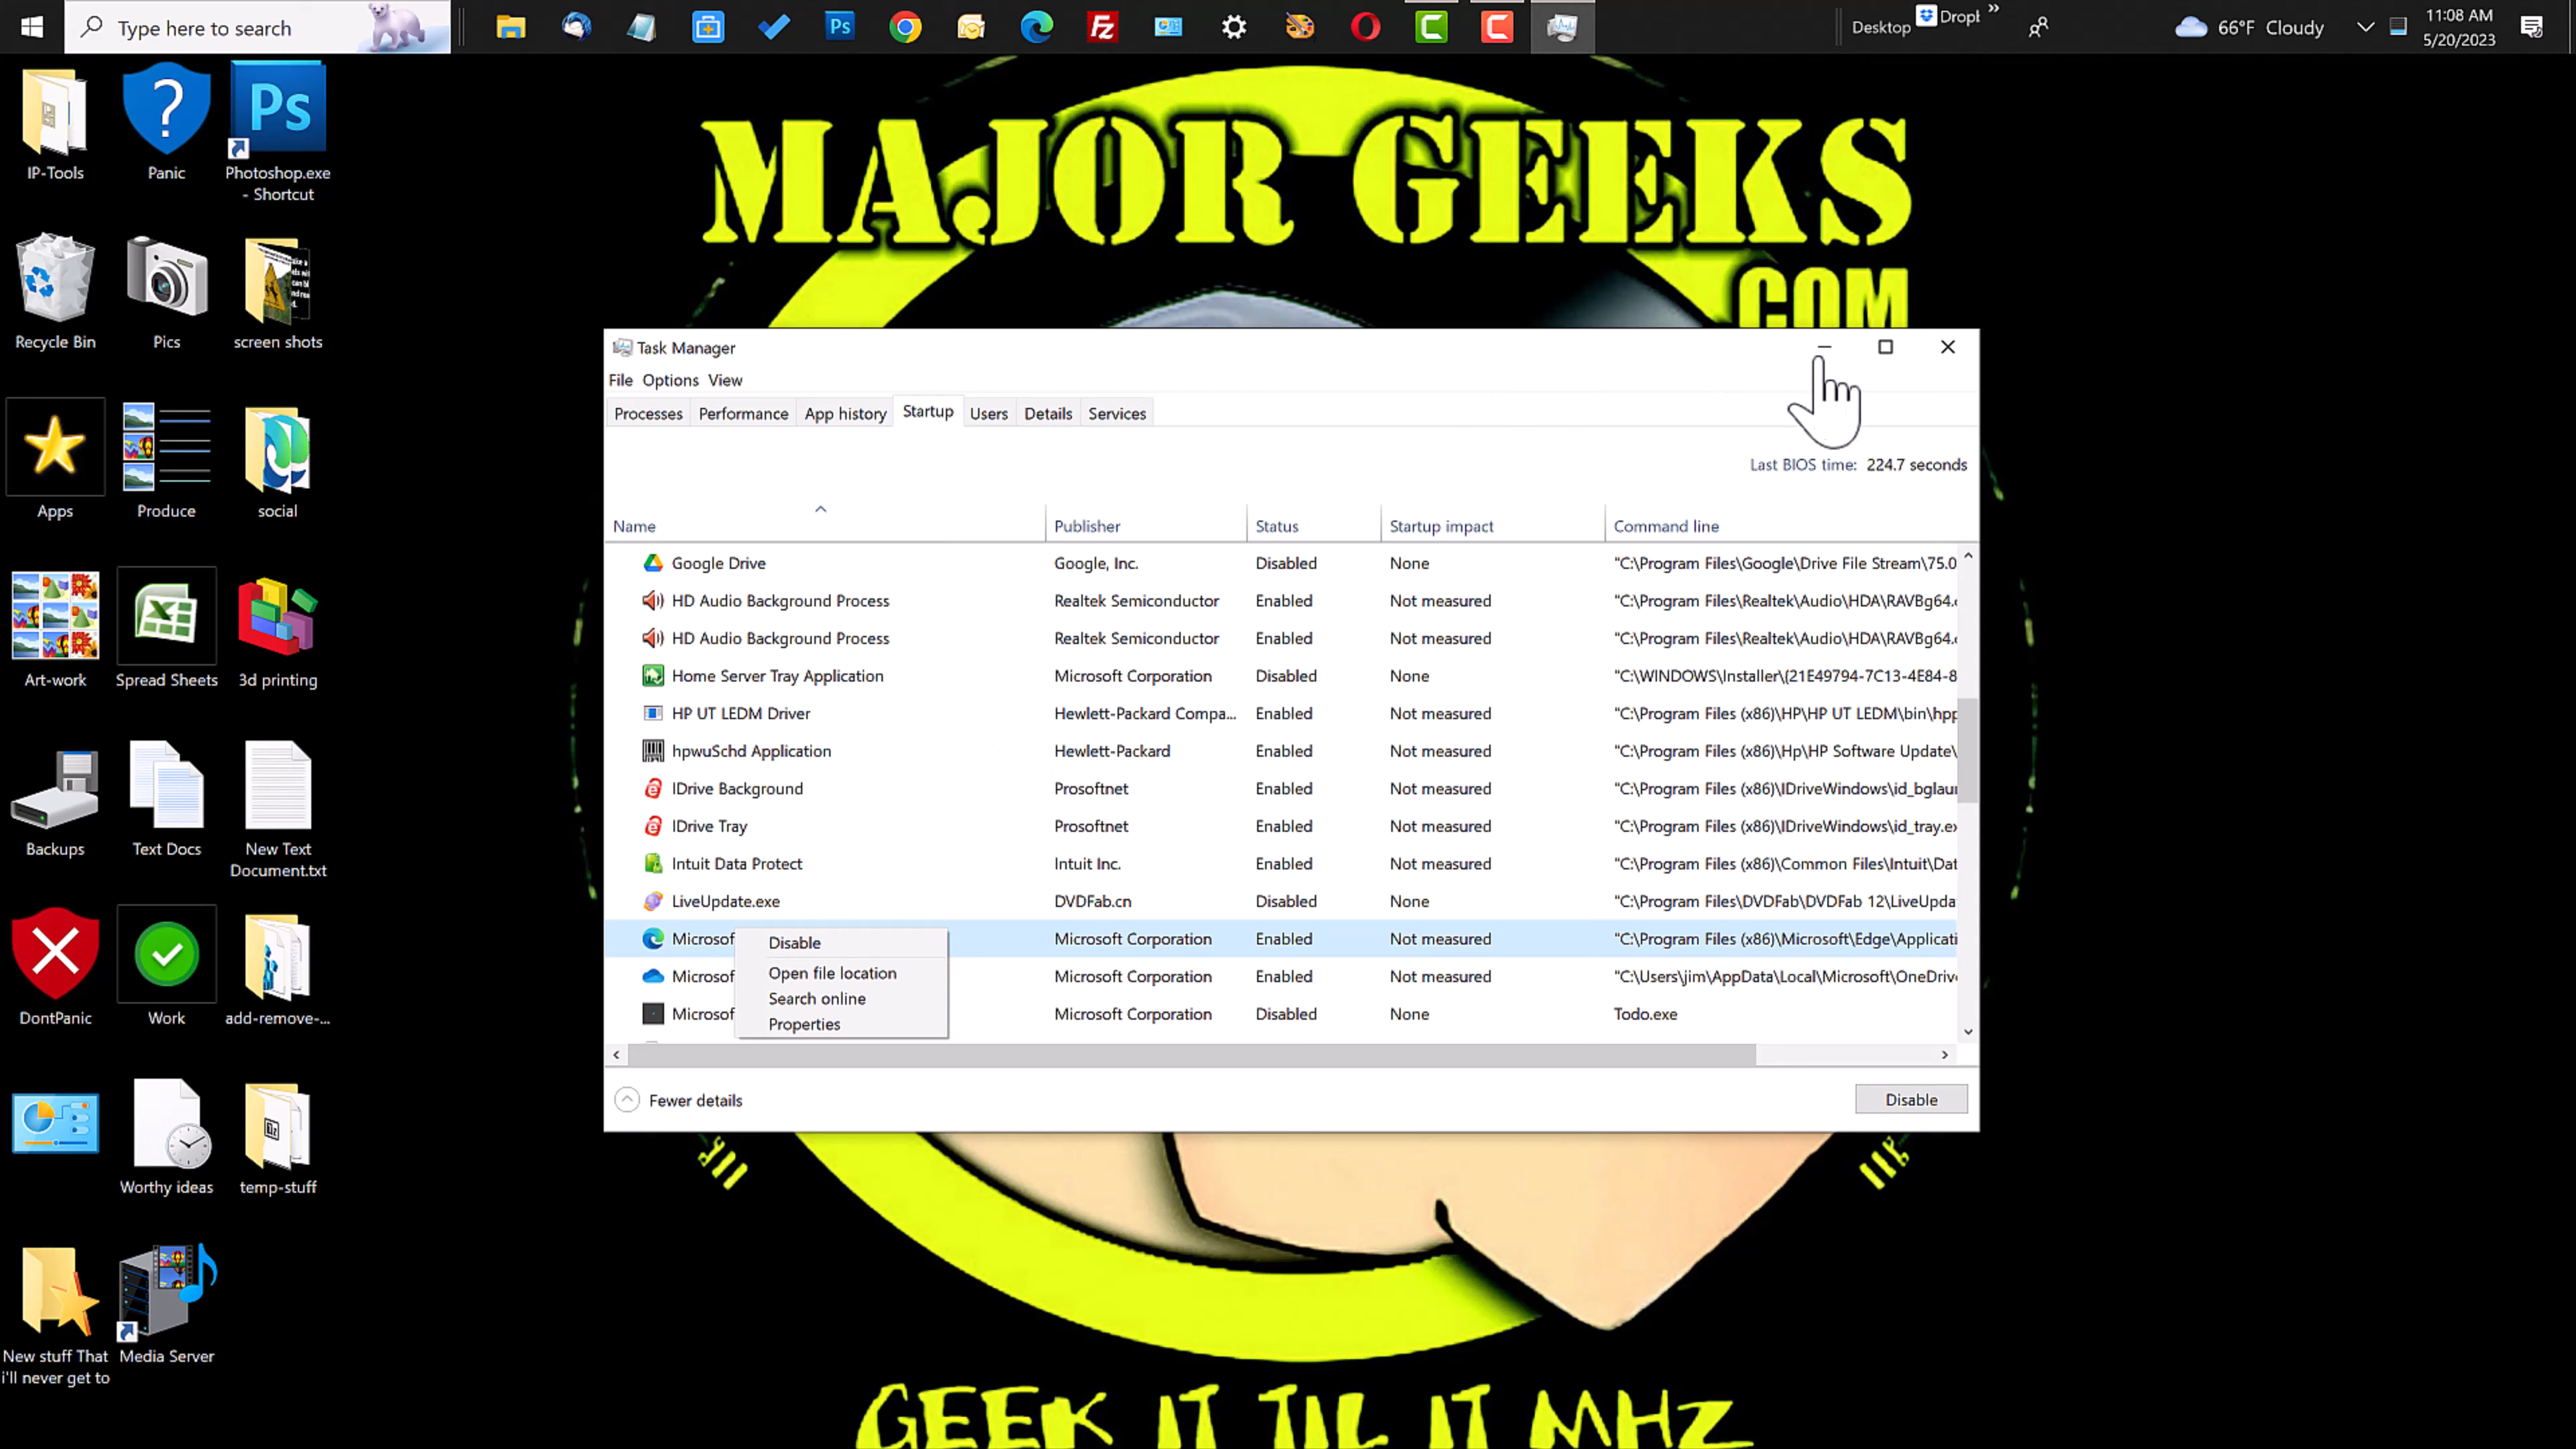 Type here to search
Desktop
Dropb
»
66°F Cloudy
11:08 AM
5/20/2023
IP-Tools
Panic
Photoshop.exe
- Shortcut
Recycle Bin
Pics
screen shots
Apps
Produce
social
Art-work
Spread Sheets
3d printing
Backups
Text Docs
New Text
Document.txt
DontPanic
Work
add-remove-...
Worthy ideas
temp-stuff
New stuff That
i'll never get to
Media Server
MAJOR GEEKS
.COM
Task Manager
File Options View
Processes Performance App history Startup Users Details Services
Last BIOS time: 224.7 seconds
Name Publisher Status Startup impact Command line
Google Drive Google, Inc. Disabled None "C:\Program Files\Google\Drive File Stream\75.0
HD Audio Background Process Realtek Semiconductor Enabled Not measured "C:\Program Files\Realtek\Audio\HDA\RAVBg64.e
HD Audio Background Process Realtek Semiconductor Enabled Not measured "C:\Program Files\Realtek\Audio\HDA\RAVBg64.e
Home Server Tray Application Microsoft Corporation Disabled None "C:\WINDOWS\Installer\{21E49794-7C13-4E84-8
HP UT LEDM Driver Hewlett-Packard Compa... Enabled Not measured "C:\Program Files (x86)\HP\HP UT LEDM\bin\hpp
hpwuSchd Application Hewlett-Packard Enabled Not measured "C:\Program Files (x86)\Hp\HP Software Update\
IDrive Background Prosoftnet Enabled Not measured "C:\Program Files (x86)\IDriveWindows\id_bglaun
IDrive Tray Prosoftnet Enabled Not measured "C:\Program Files (x86)\IDriveWindows\id_tray.ex
Intuit Data Protect Intuit Inc. Enabled Not measured "C:\Program Files (x86)\Common Files\Intuit\Dat
LiveUpdate.exe DVDFab.cn Disabled None "C:\Program Files\DVDFab\DVDFab 12\LiveUpda
Microsof Microsoft Corporation Enabled Not measured "C:\Program Files (x86)\Microsoft\Edge\Applicati
Microsof Microsoft Corporation Enabled Not measured "C:\Users\jim\AppData\Local\Microsoft\OneDrive
Microsof Microsoft Corporation Disabled None Todo.exe
Disable
Open file location
Search online
Properties
Fewer details
Disable
GEEK IT TIL IT MHZ